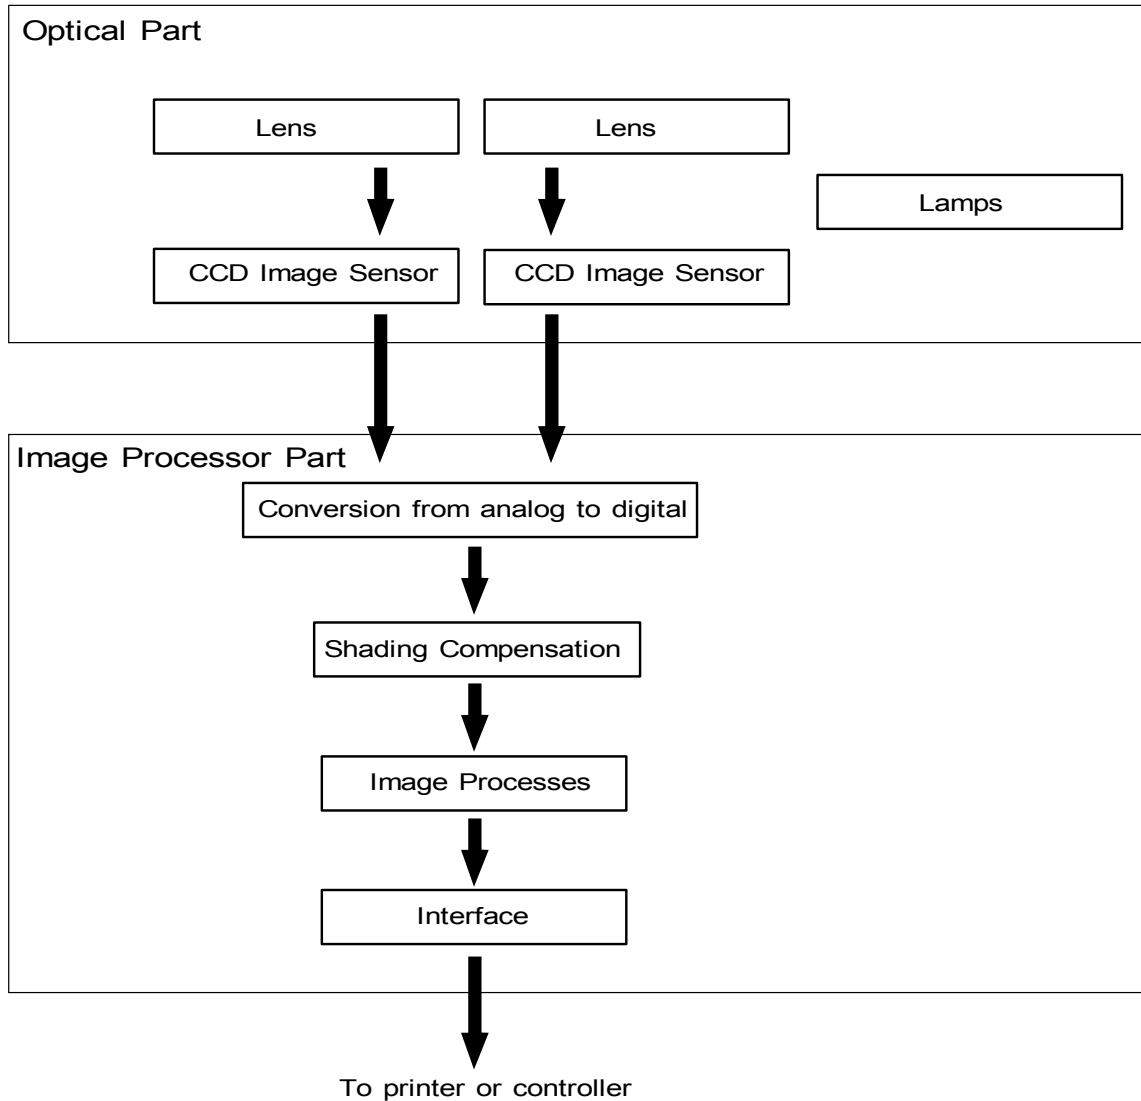 Optical Part
Lens
Lens
Lamps
CCD Image Sensor
CCD Image Sensor
Image Processor Part
Conversion from analog to digital
Shading Compensation
Image Processes
Interface
To printer or controller